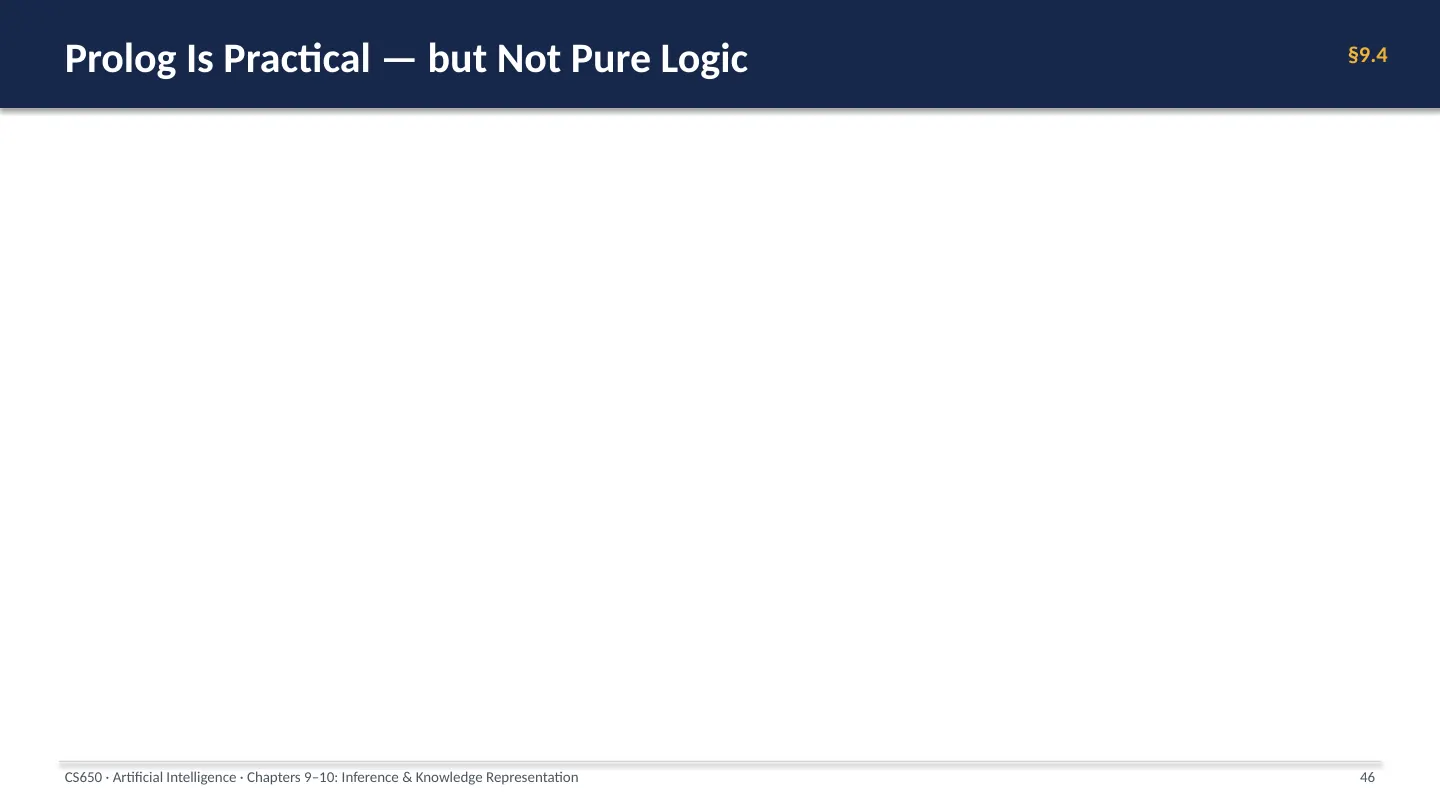 Prolog Is Practical — but Not Pure Logic
§9.4
CS650 · Artificial Intelligence · Chapters 9–10: Inference & Knowledge Representation
46